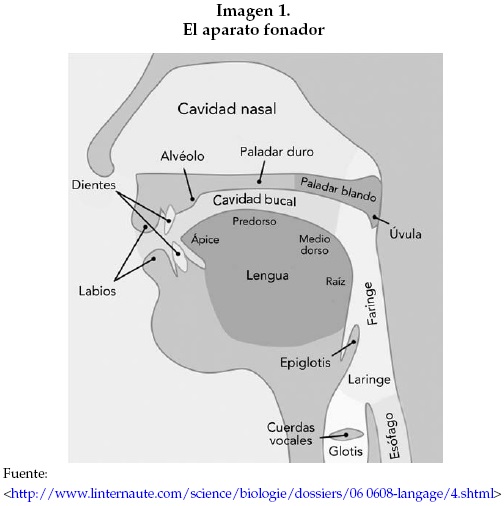 Imagen 1.
El aparato fonador
Cavidad nasal
Alvéolo
Paladar duro
Dientes
Paladar blando
Cavidad bucal
Predorso
Úvula
Ápice
Medio
dorso
Labios
Lengua
Raíz
Faringe
Epiglotis
Laringe
Cuerdas
vocales
Glotis
Esófago
Fuente:
<http://www.linternaute.com/science/biologie/dossiers/06 0608-langage/4.shtml>